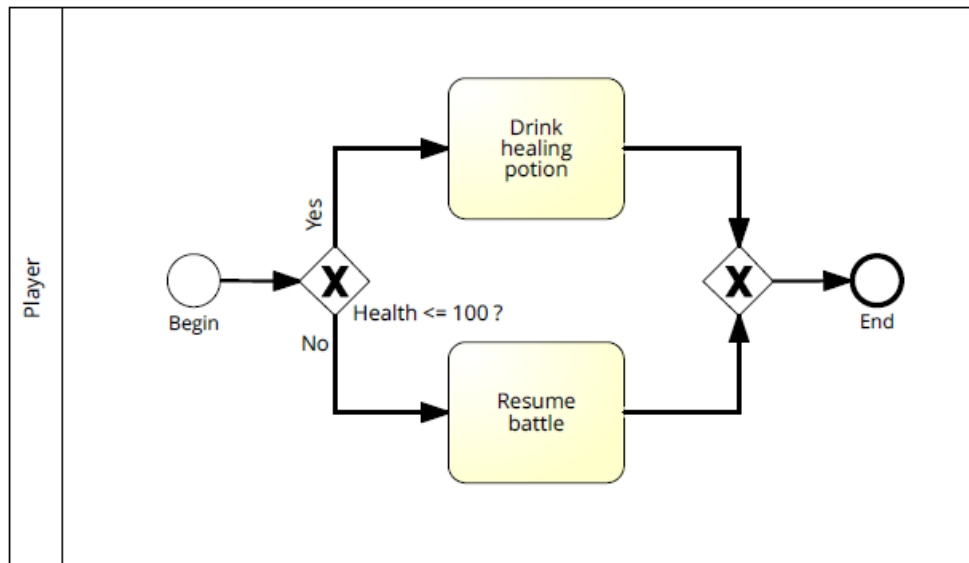 Player
Begin
Yes
Health <= 100 ?
No
Drink
healing
potion
Resume
battle
End